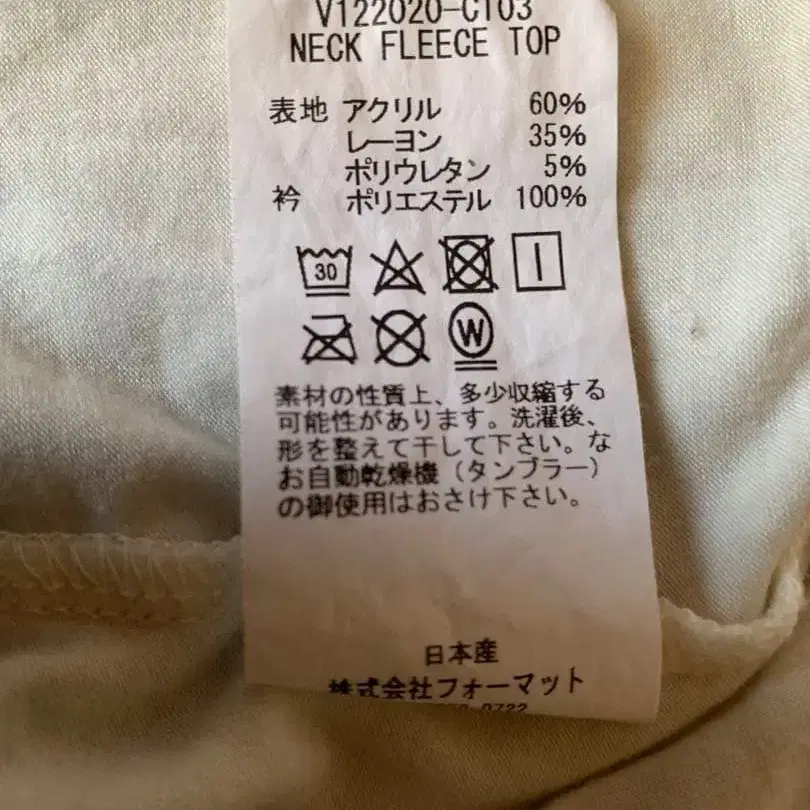 V122020-CT03
NECK FLEECE TOP
表地 アクリル 60%
レーヨン 35%
ポリウレタン 5%
衿 ポリエステル 100%
30
W
素材の性質上、多少収縮する
可能性があります。洗濯後、
形を整えて干して下さい。な
お自動乾燥機（タンブラー）
の御使用はおさけ下さい。
日本産
株式会社フォーマット